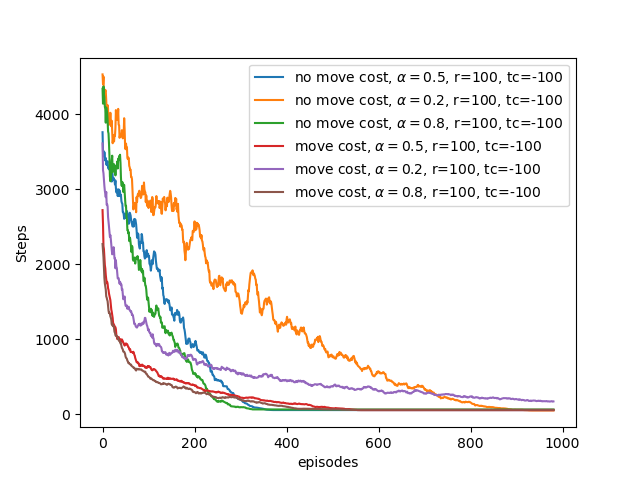 no move cost, α = 0.5, r=100, tc=-100
no move cost, α = 0.2, r=100, tc=-100
no move cost, α = 0.8, r=100, tc=-100
move cost, α = 0.5, r=100, tc=-100
move cost, α = 0.2, r=100, tc=-100
move cost, α = 0.8, r=100, tc=-100
4000
3000
2000
1000
0
Steps
0 200 400 600 800 1000
episodes